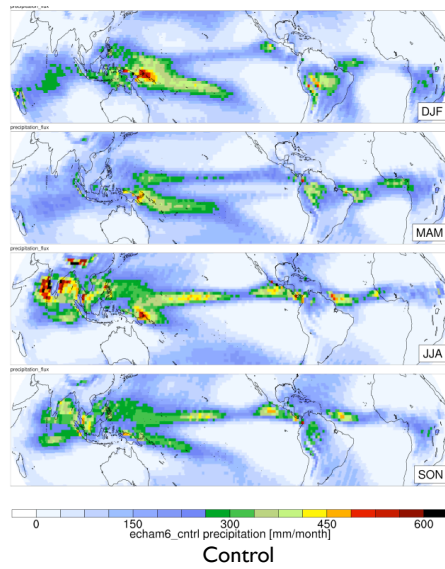 precipitation_flux
DJF
precipitation_flux
MAM
precipitation_flux
JJA
precipitation_flux
SON
0 150 300 450 600
echam6_cntrl precipitation [mm/month]
Control